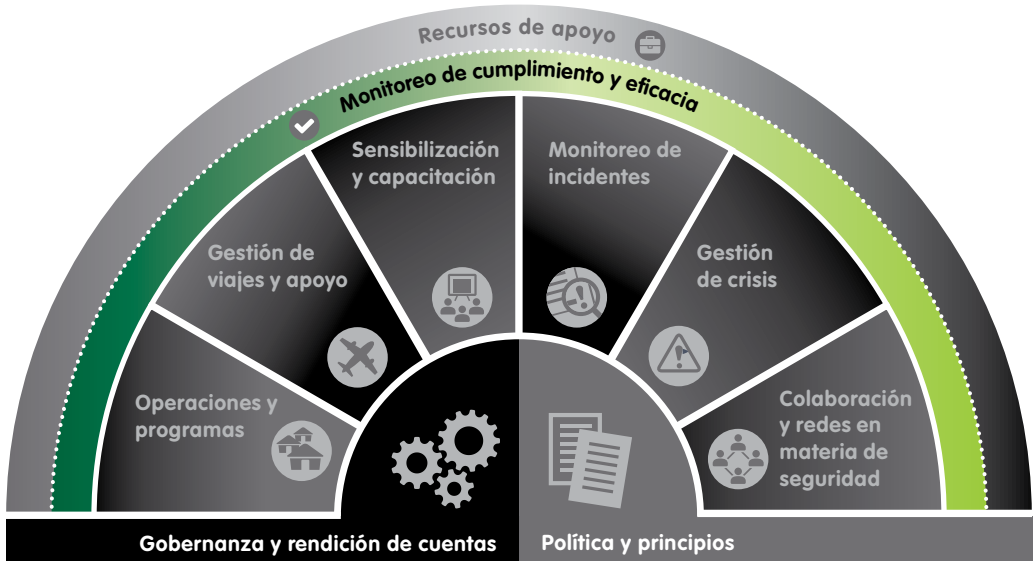 Recursos de apoyo
Monitoreo de cumplimiento y eficacia
Sensibilización
y capacitación
Monitoreo de
incidentes
Gestión de
viajes y apoyo
Gestión
de crisis
Operaciones y
programas
Colaboración
y redes en
materia de
seguridad
Gobernanza y rendición de cuentas
Política y principios